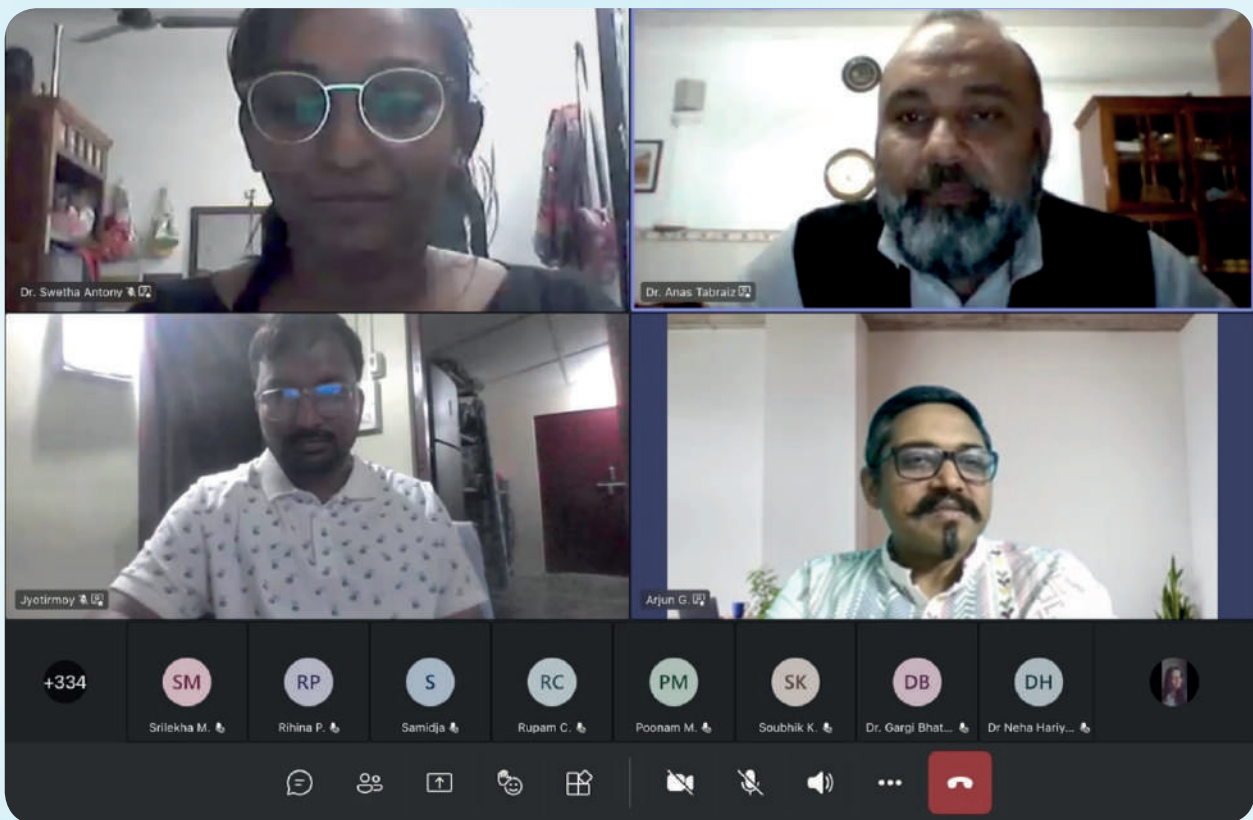 Dr. Swetha Antony
Dr. Anas Tabraiz
Jyotirmoy
Arjun G.
+334
SM
RP
S
RC
PM
SK
DB
DH
Srilekha M.
Rihina P.
Samidja
Rupam C.
Poonam M.
Soubhik K.
Dr. Gargi Bhat...
Dr Neha Hariy...